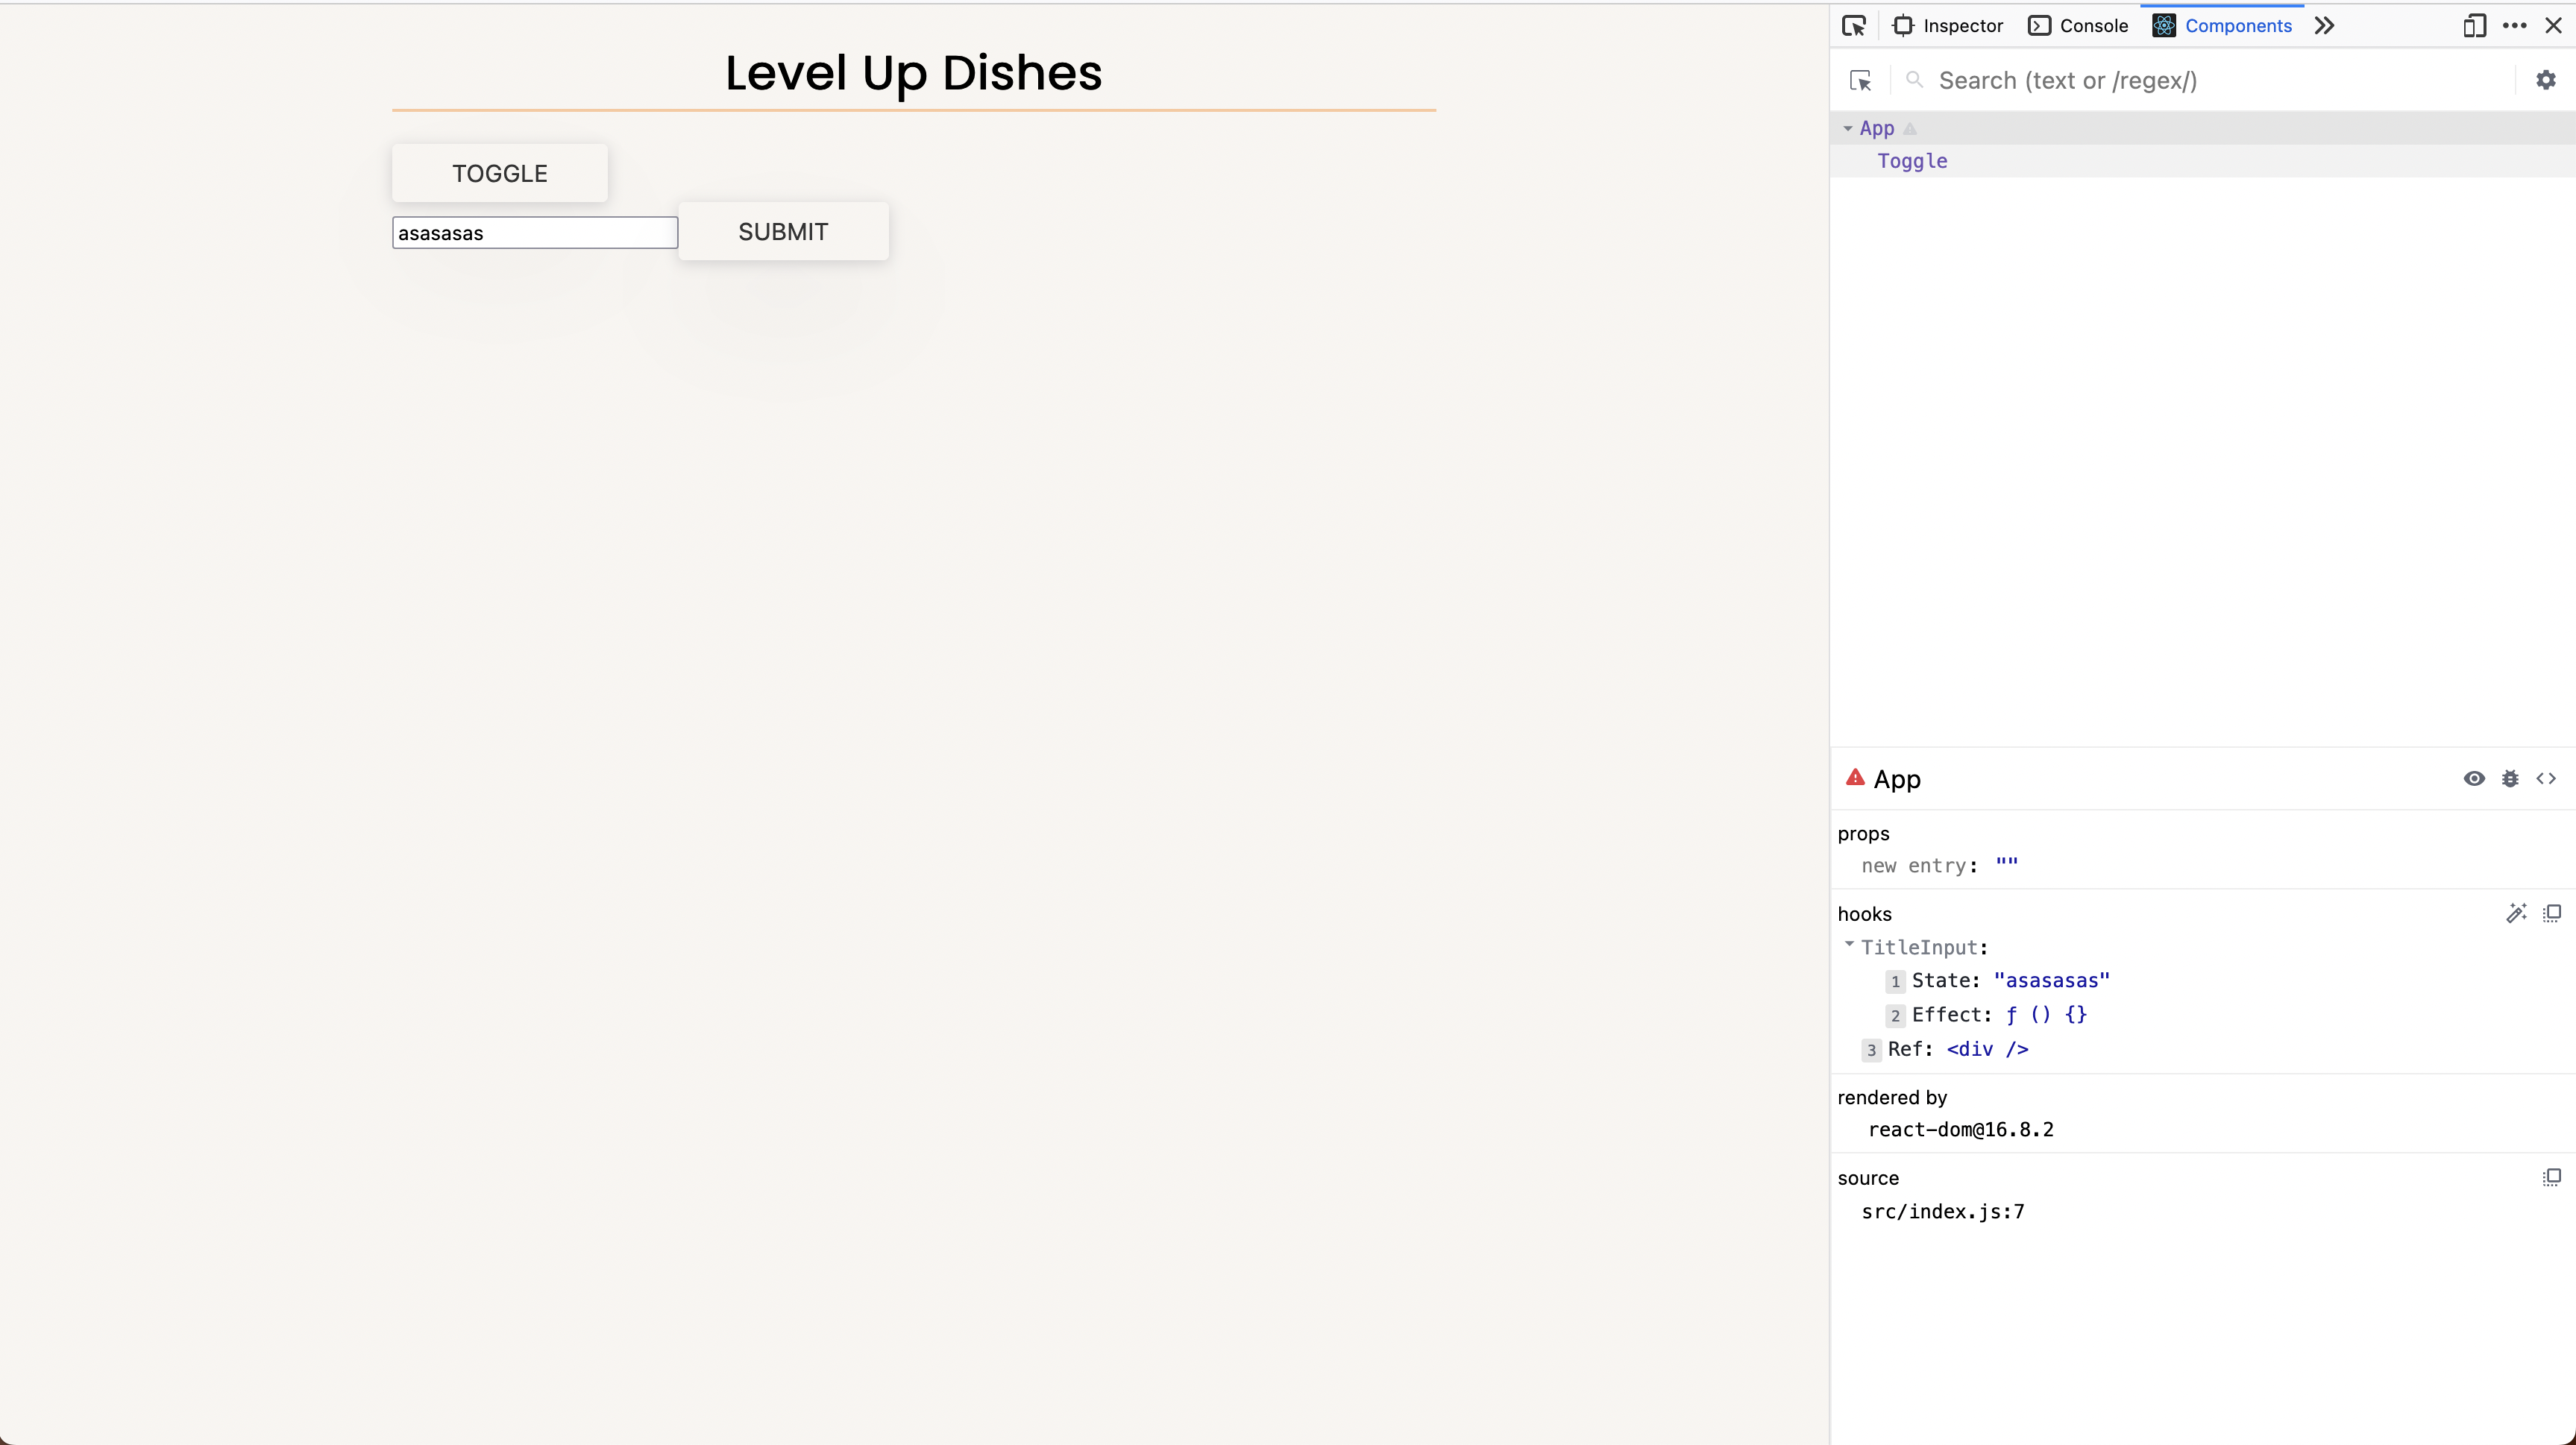 Level Up Dishes
TOGGLE
asasasas
SUBMIT
Inspector Console Components
Search (text or /regex/)
App
Toggle
App
props
new entry: ""
hooks
TitleInput:
1 State: "asasasas"
2 Effect: ƒ () {}
3 Ref: <div />
rendered by
react-dom@16.8.2
source
src/index.js:7